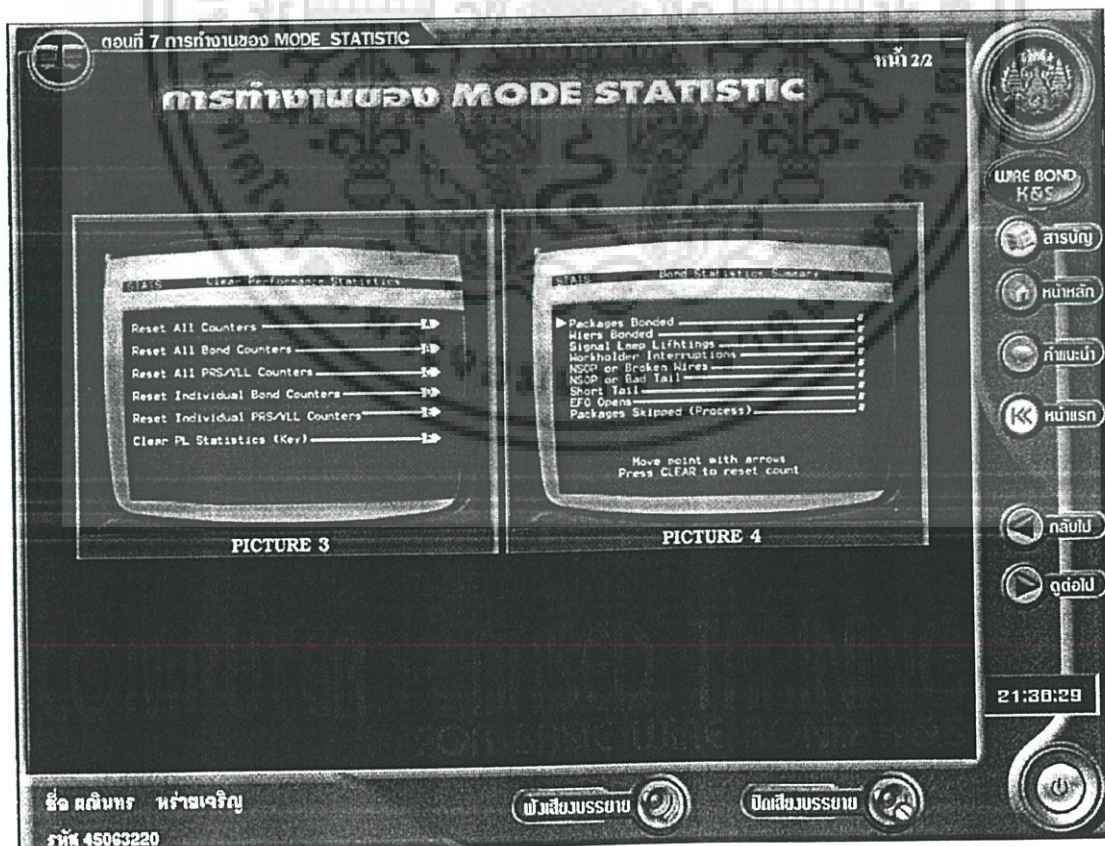 ตอนที่ 7 การทำงานของ MODE STATISTIC
หน้า 2/2
การทำงานของ MODE STATISTIC
WIRE BOND
K&S
สารบัญ
หน้าหลัก
คำแนะนำ
หน้าแรก
กลับไป
ดูต่อไป
STATS Clear Performance Statistics
Reset All Counters A
Reset All Bond Counters
Reset All PRS/VLL Counters
Reset Individual Bond Counters
Reset Individual PRS/VLL Counters
Clear PL Statistics (Key)
PICTURE 3
STATS Bond Statistics Summary
Packages Bonded #
Wiers Bonded #
Signal Lamp Lifhtings #
Workholder Interruptions #
NSOP or Broken Wires #
NSOP or Bad Tail #
Short Tail #
EFO Opens #
Packages Skipped (Process) #
Move point with arrows
Press CLEAR to reset count
PICTURE 4
21:38:29
ชื่อ หร่ายเจริญ
รหัส 45063220
ฟังเสียงบรรยาย
ปิดเสียงบรรยาย